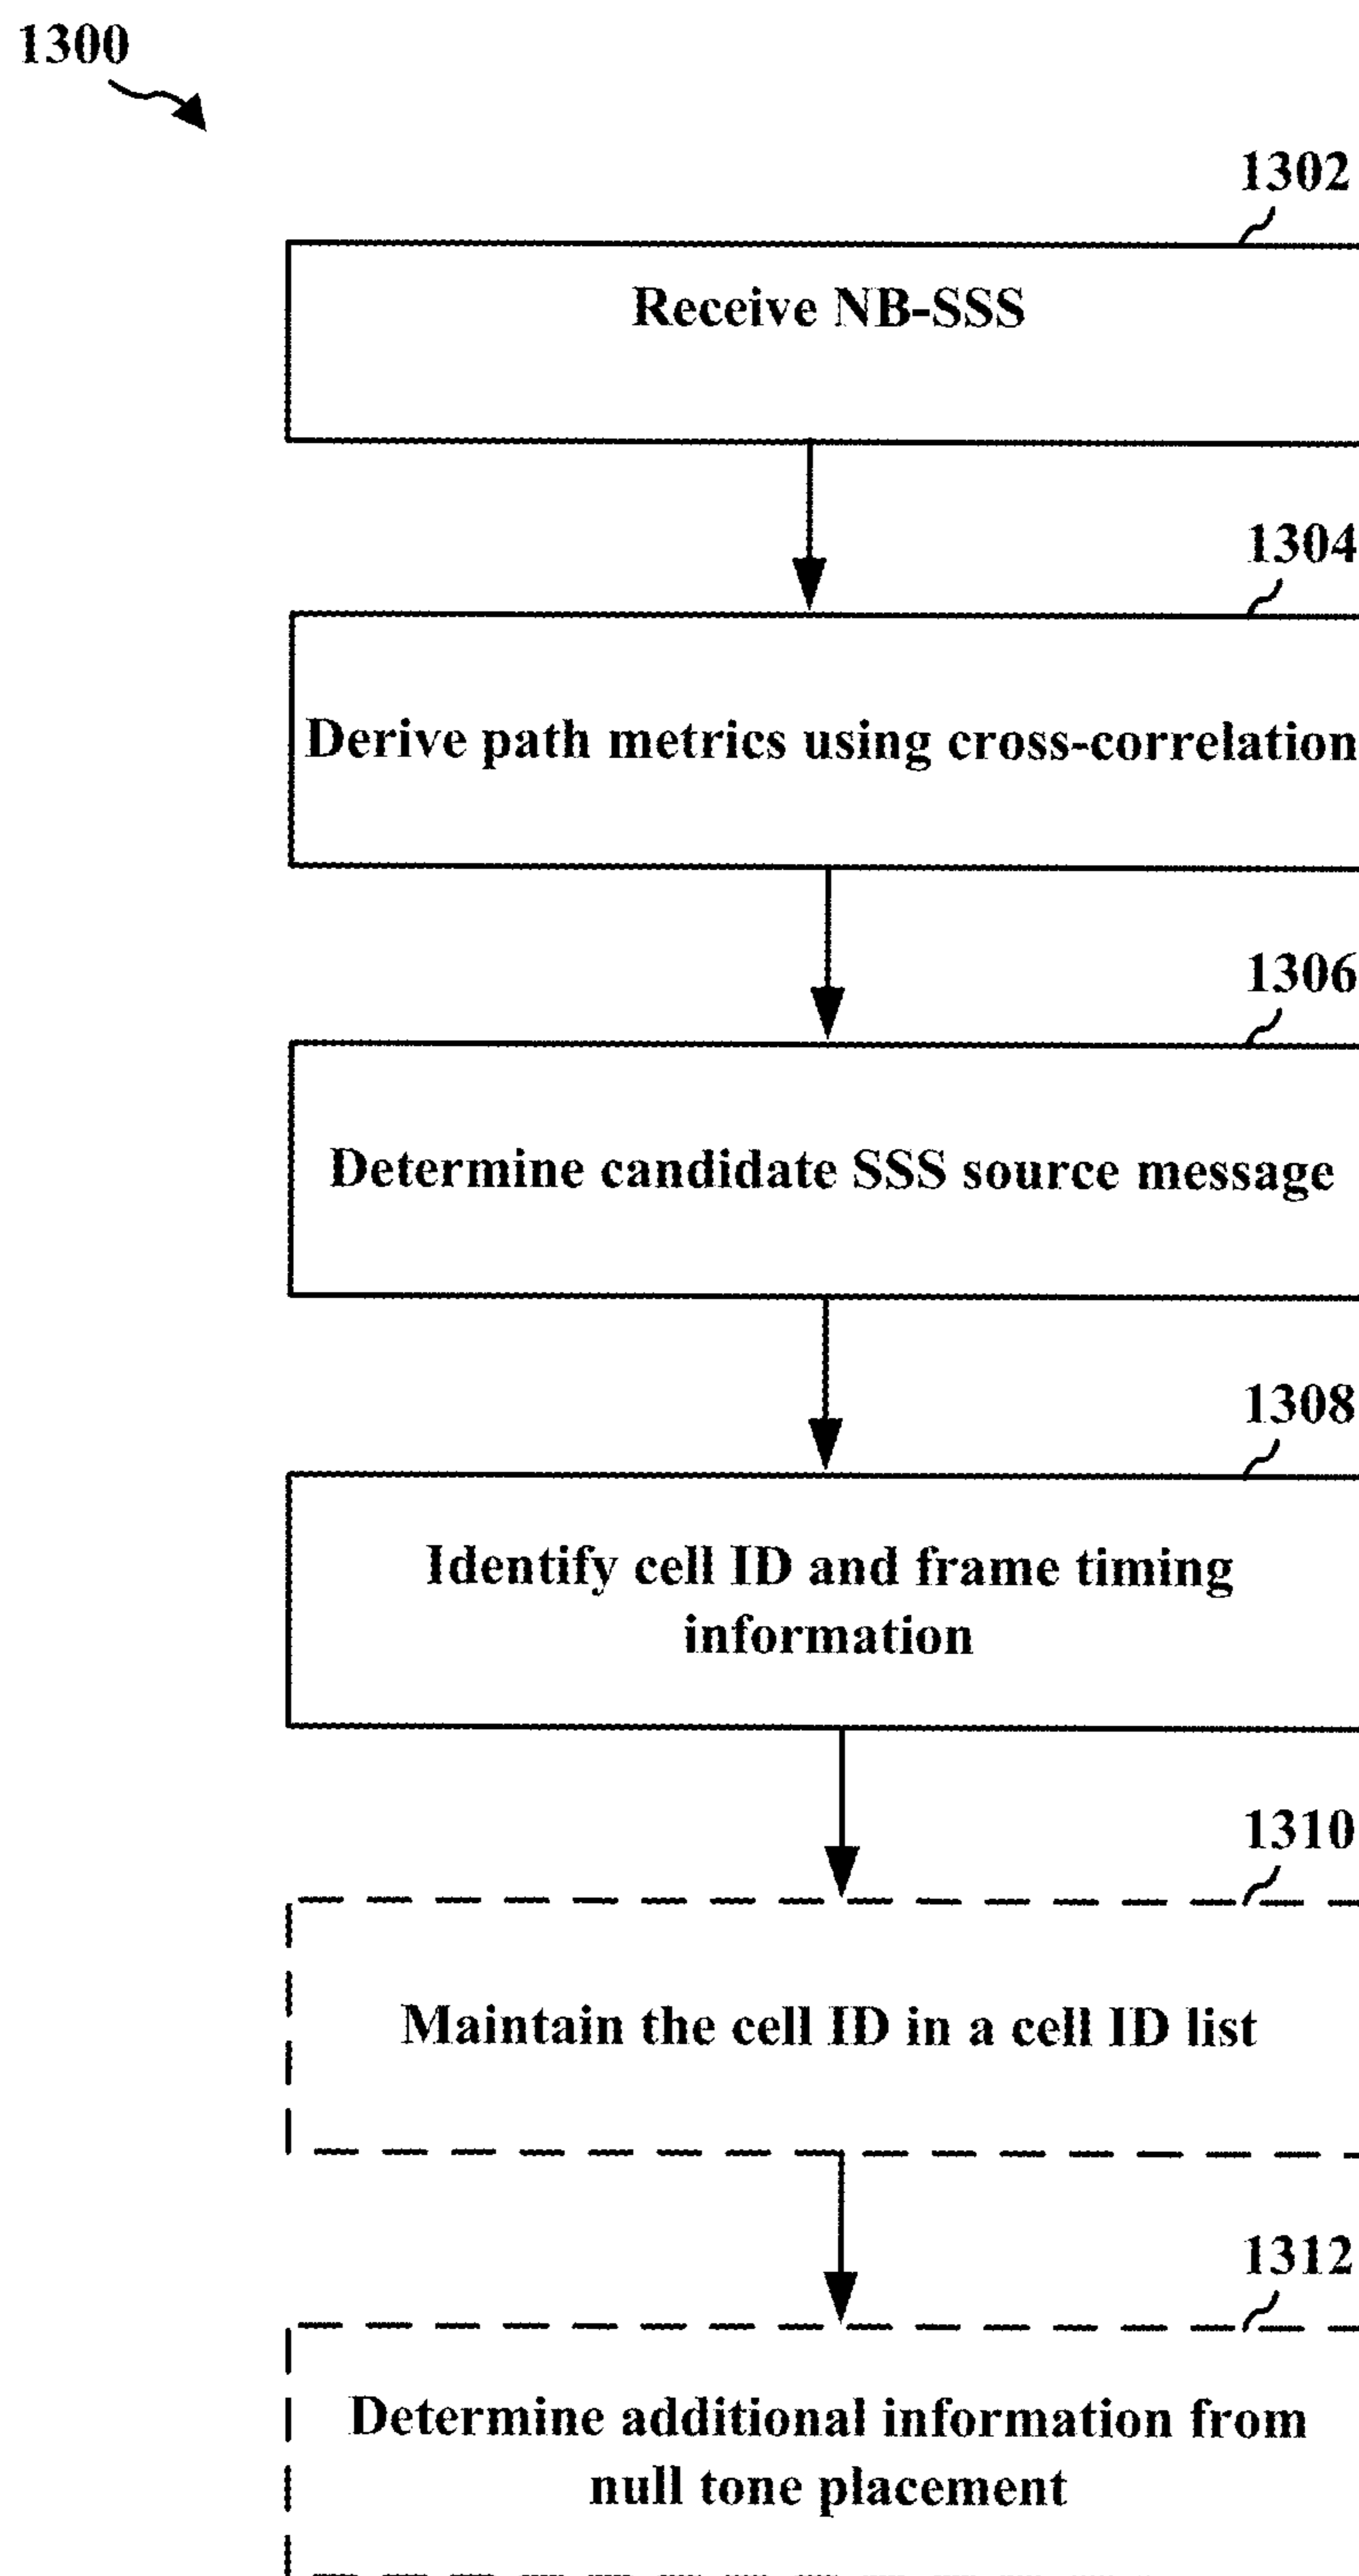 1300
1302
Receive NB-SSS
1304
Derive path metrics using cross-correlation
1306
Determine candidate SSS source message
1308
Identify cell ID and frame timing
information
1310
Maintain the cell ID in a cell ID list
1312
Determine additional information from
null tone placement